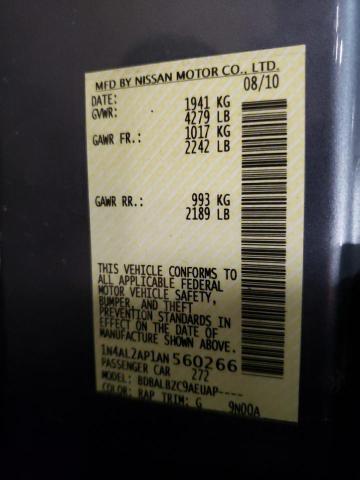 MFD BY NISSAN MOTOR CO., LTD.
DATE: 08/10
GVWR: 1941 KG
4279 LB
GAWR FR.: 1017 KG
2242 LB
GAWR RR.: 993 KG
2189 LB
THIS VEHICLE CONFORMS TO
ALL APPLICABLE FEDERAL
MOTOR VEHICLE SAFETY,
BUMPER, AND THEFT
PREVENTION STANDARDS IN
EFFECT ON THE DATE OF
MANUFACTURE SHOWN ABOVE.
1N4AL2AP1AN560266
PASSENGER CAR 272
MODEL: BDBALBZC9AEUAP----
COLOR: RAP TRIM: G 9N00A